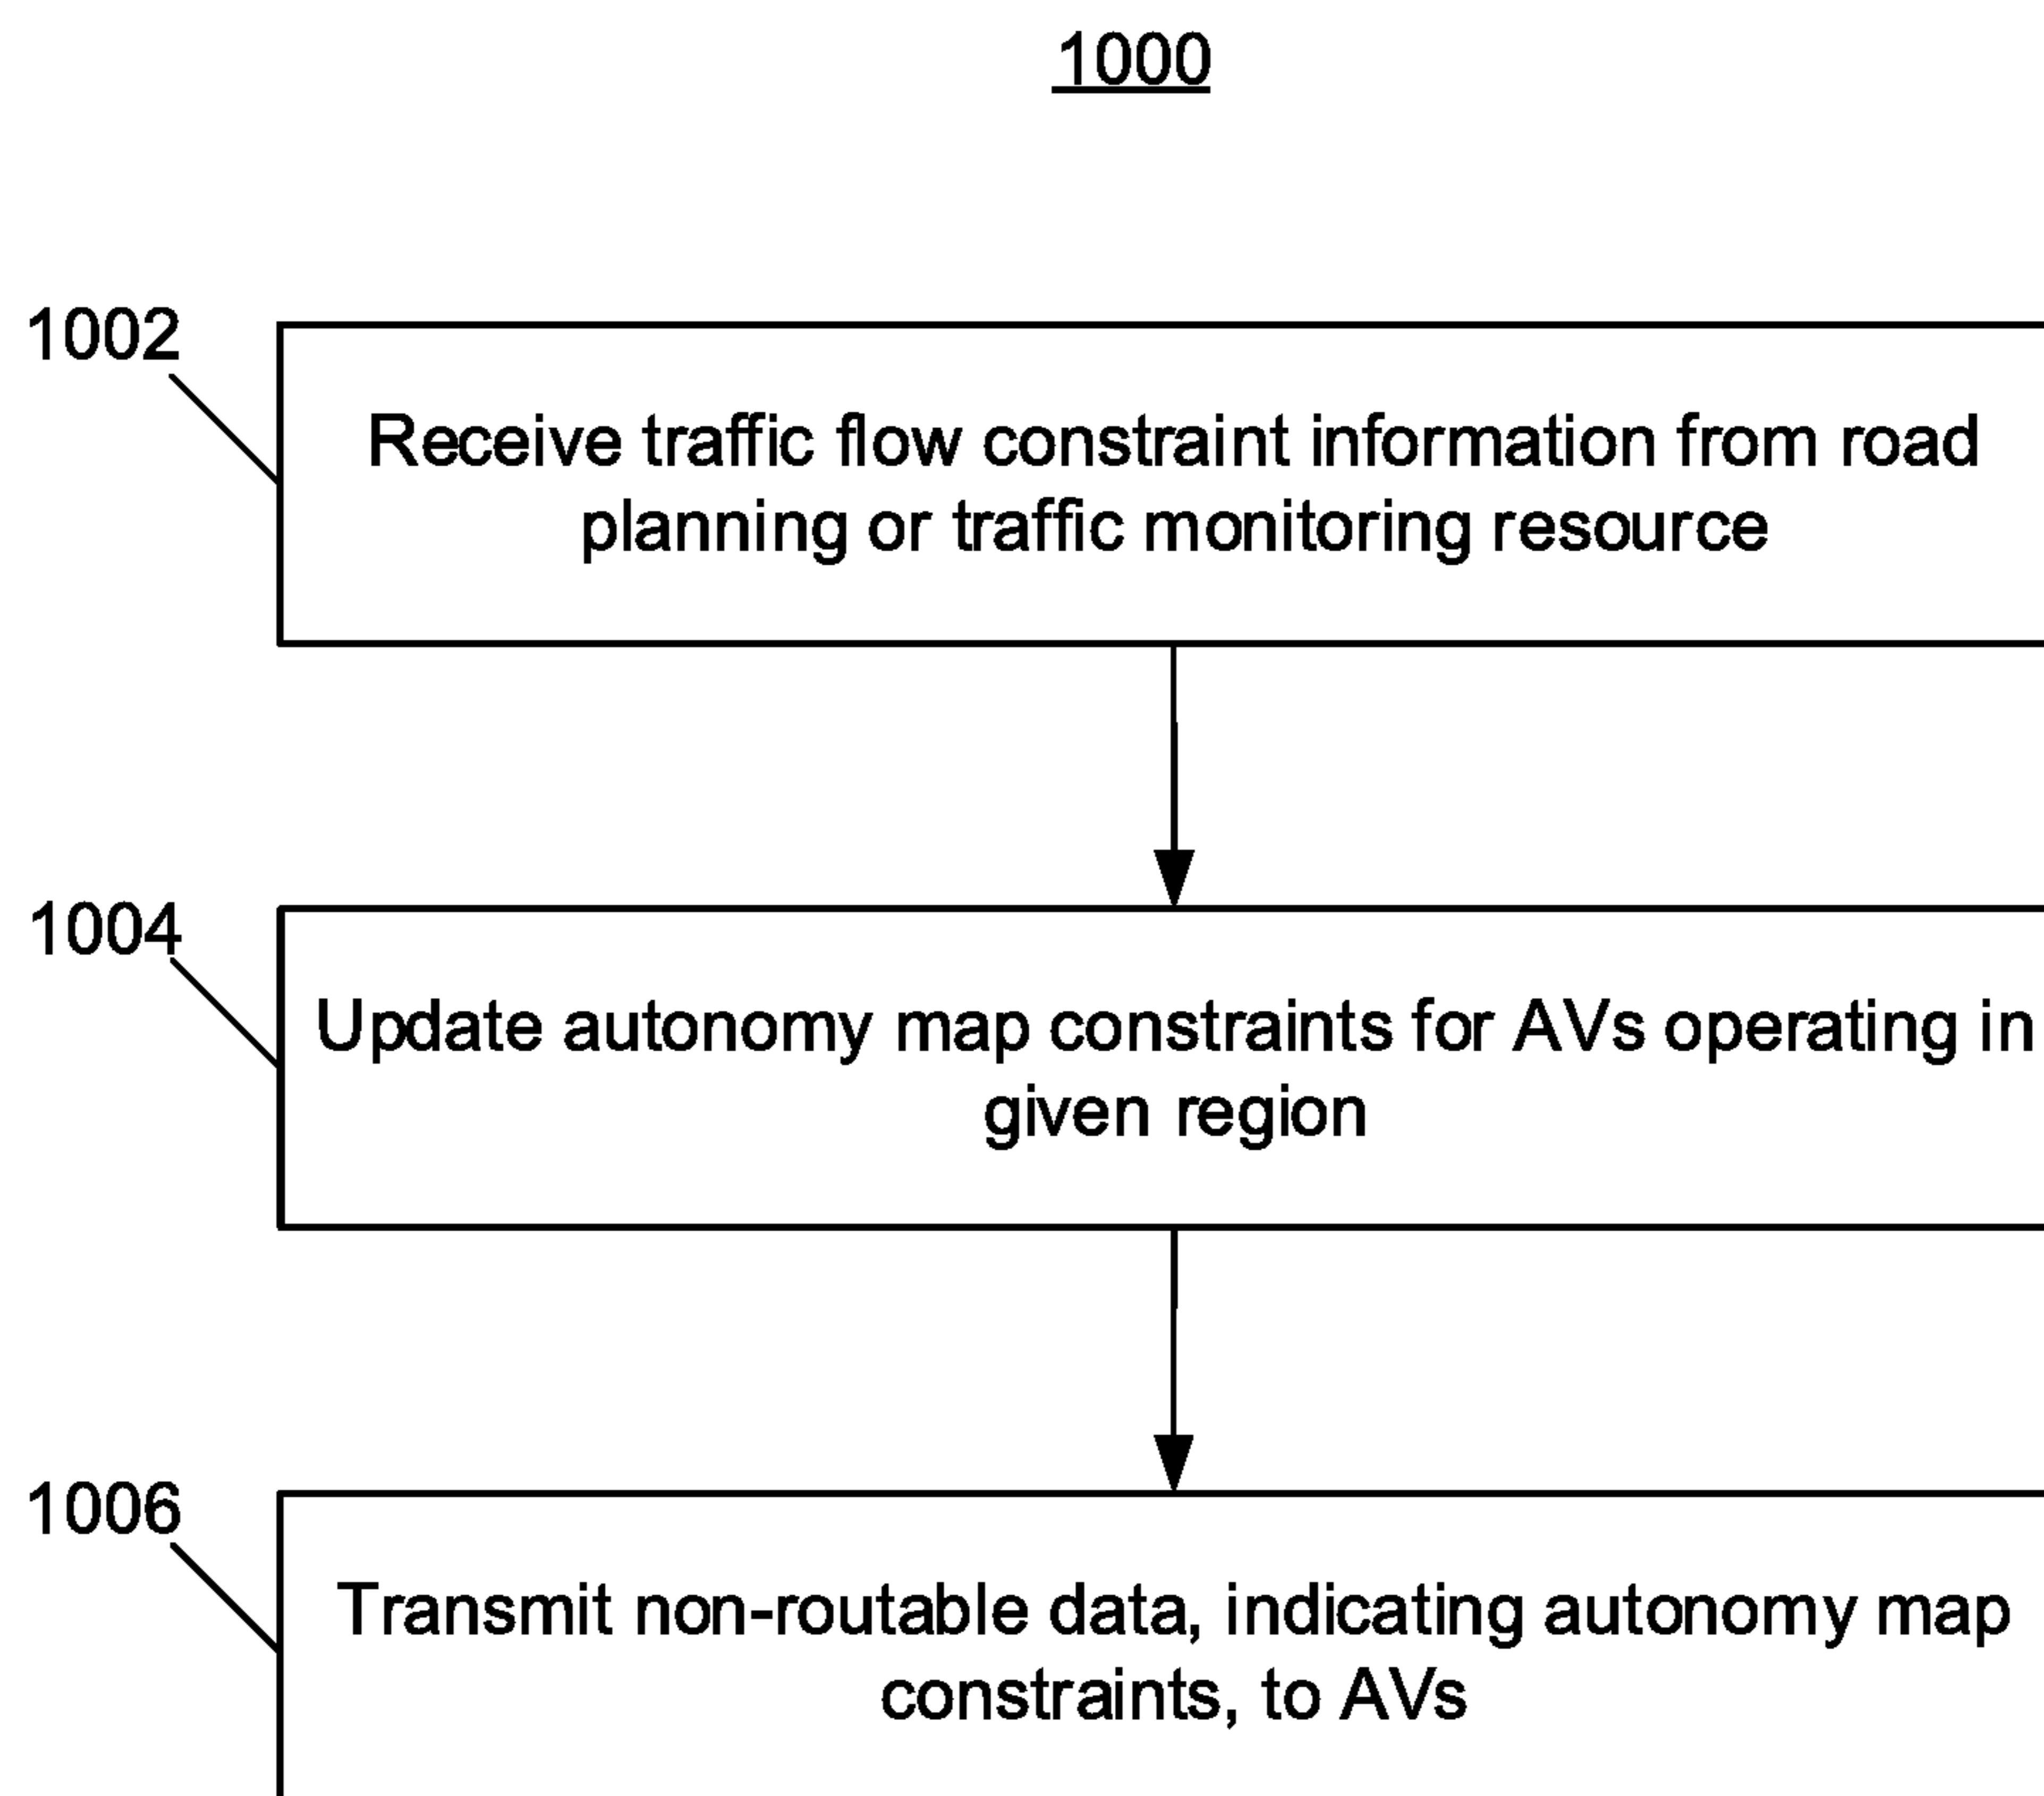 1000
1002
Receive traffic flow constraint information from road
planning or traffic monitoring resource
1004
Update autonomy map constraints for AVs operating in
given region
1006
Transmit non-routable data, indicating autonomy map
constraints, to AVs